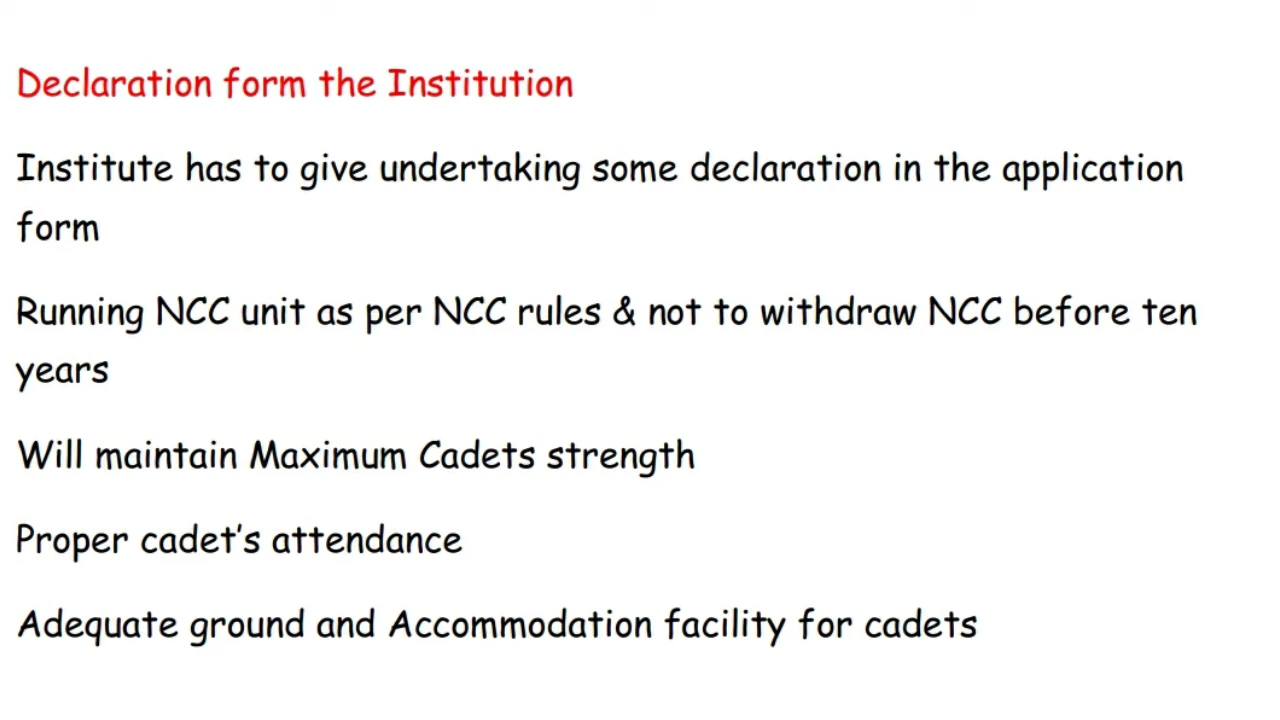 Declaration form the Institution
Institute has to give undertaking some declaration in the application
form
Running NCC unit as per NCC rules & not to withdraw NCC before ten
years
Will maintain Maximum Cadets strength
Proper cadet’s attendance
Adequate ground and Accommodation facility for cadets